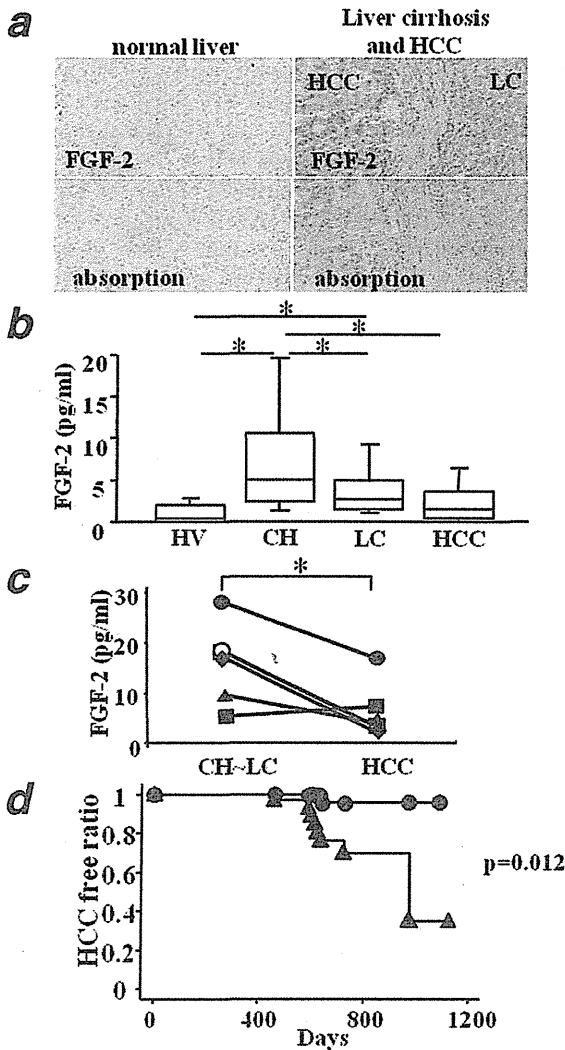 a
normal liver
Liver cirrhosis
and HCC
HCC LC
FGF-2 FGF-2
absorption absorption
b
* * * *
FGF-2 (pg/ml)
20
15
10
5
0
HV CH LC HCC
c
*
FGF-2 (pg/ml)
30
20
10
0
CH~LC HCC
d
HCC free ratio
1
0.8
0.6
0.4
0.2
0
p=0.012
0 400 800 1200
Days